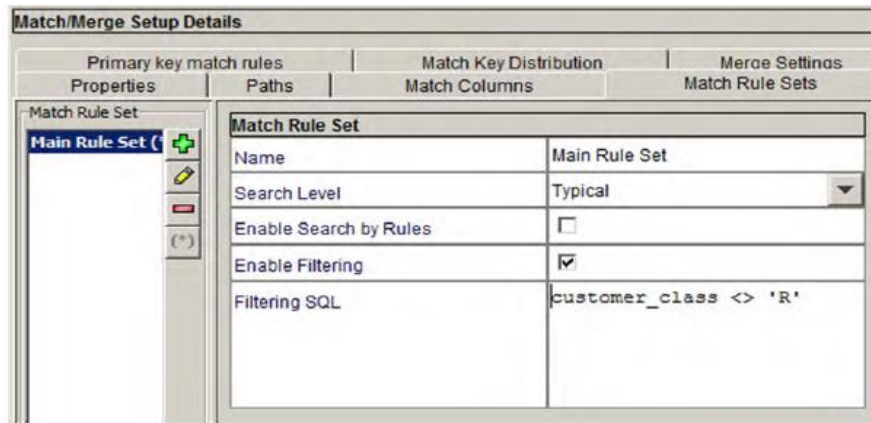 Match/Merge Setup Details
Primary key match rules Match Key Distribution Merge Settings
Properties Paths Match Columns Match Rule Sets
Match Rule Set
Main Rule Set (*
(*)
Match Rule Set
Name Main Rule Set
Search Level Typical
Enable Search by Rules
Enable Filtering
Filtering SQL customer_class <> 'R'